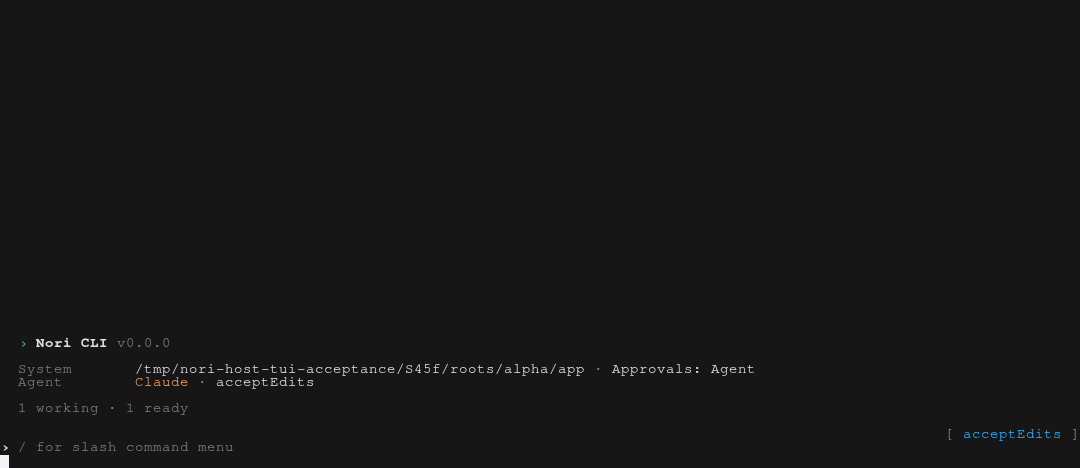 › Nori CLI v0.0.0
System /tmp/nori-host-tui-acceptance/S45f/roots/alpha/app · Approvals: Agent
Agent Claude · acceptEdits
1 working · 1 ready
[ acceptEdits ]
› / for slash command menu